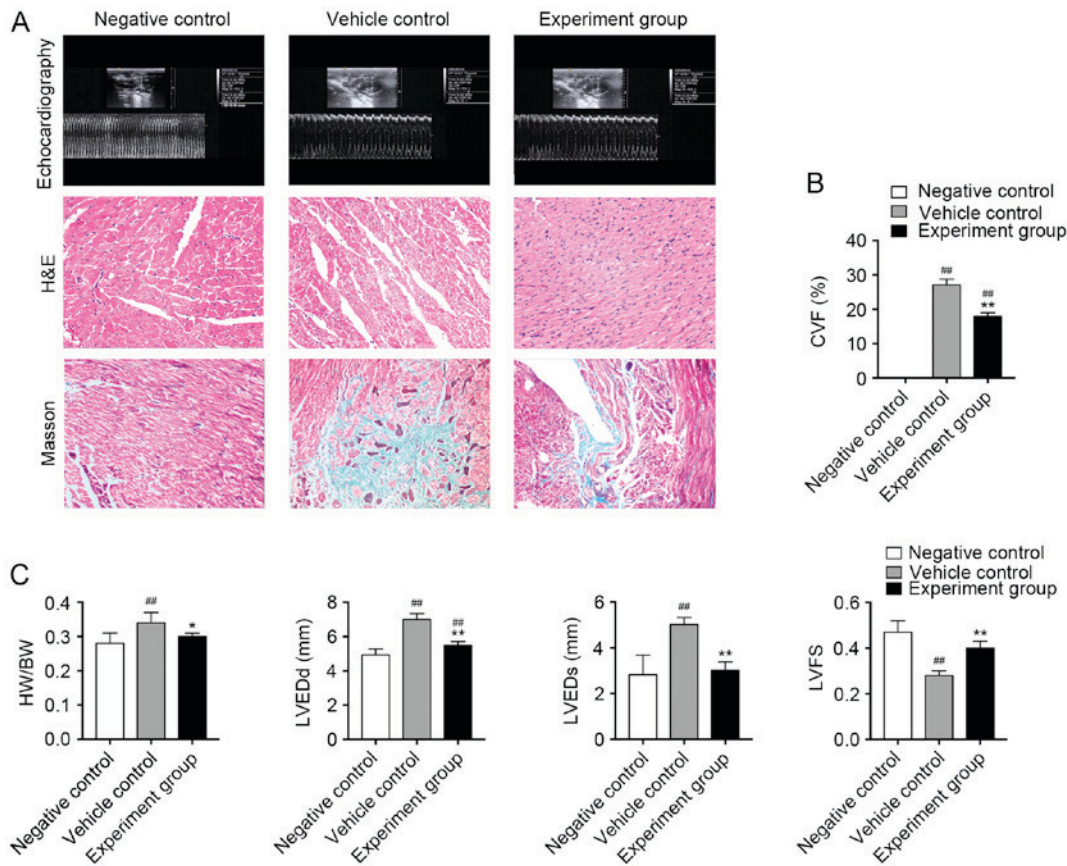 A
Negative control
Vehicle control
Experiment group
Echocardiography
H&E
Masson
B
Negative control
Vehicle control
Experiment group
CVF (%)
40
30
20
10
0
##
##
**
Negative control
Vehicle control
Experiment group
C
Negative control
Vehicle control
Experiment group
HW/BW
0.4
0.3
0.2
0.1
0.0
##
*
Negative control
Vehicle control
Experiment group
LVEDd (mm)
8
6
4
2
0
##
##
**
Negative control
Vehicle control
Experiment group
LVEDs (mm)
6
4
2
0
##
**
Negative control
Vehicle control
Experiment group
LVFS
0.6
0.4
0.2
0.0
##
**
Negative control
Vehicle control
Experiment group